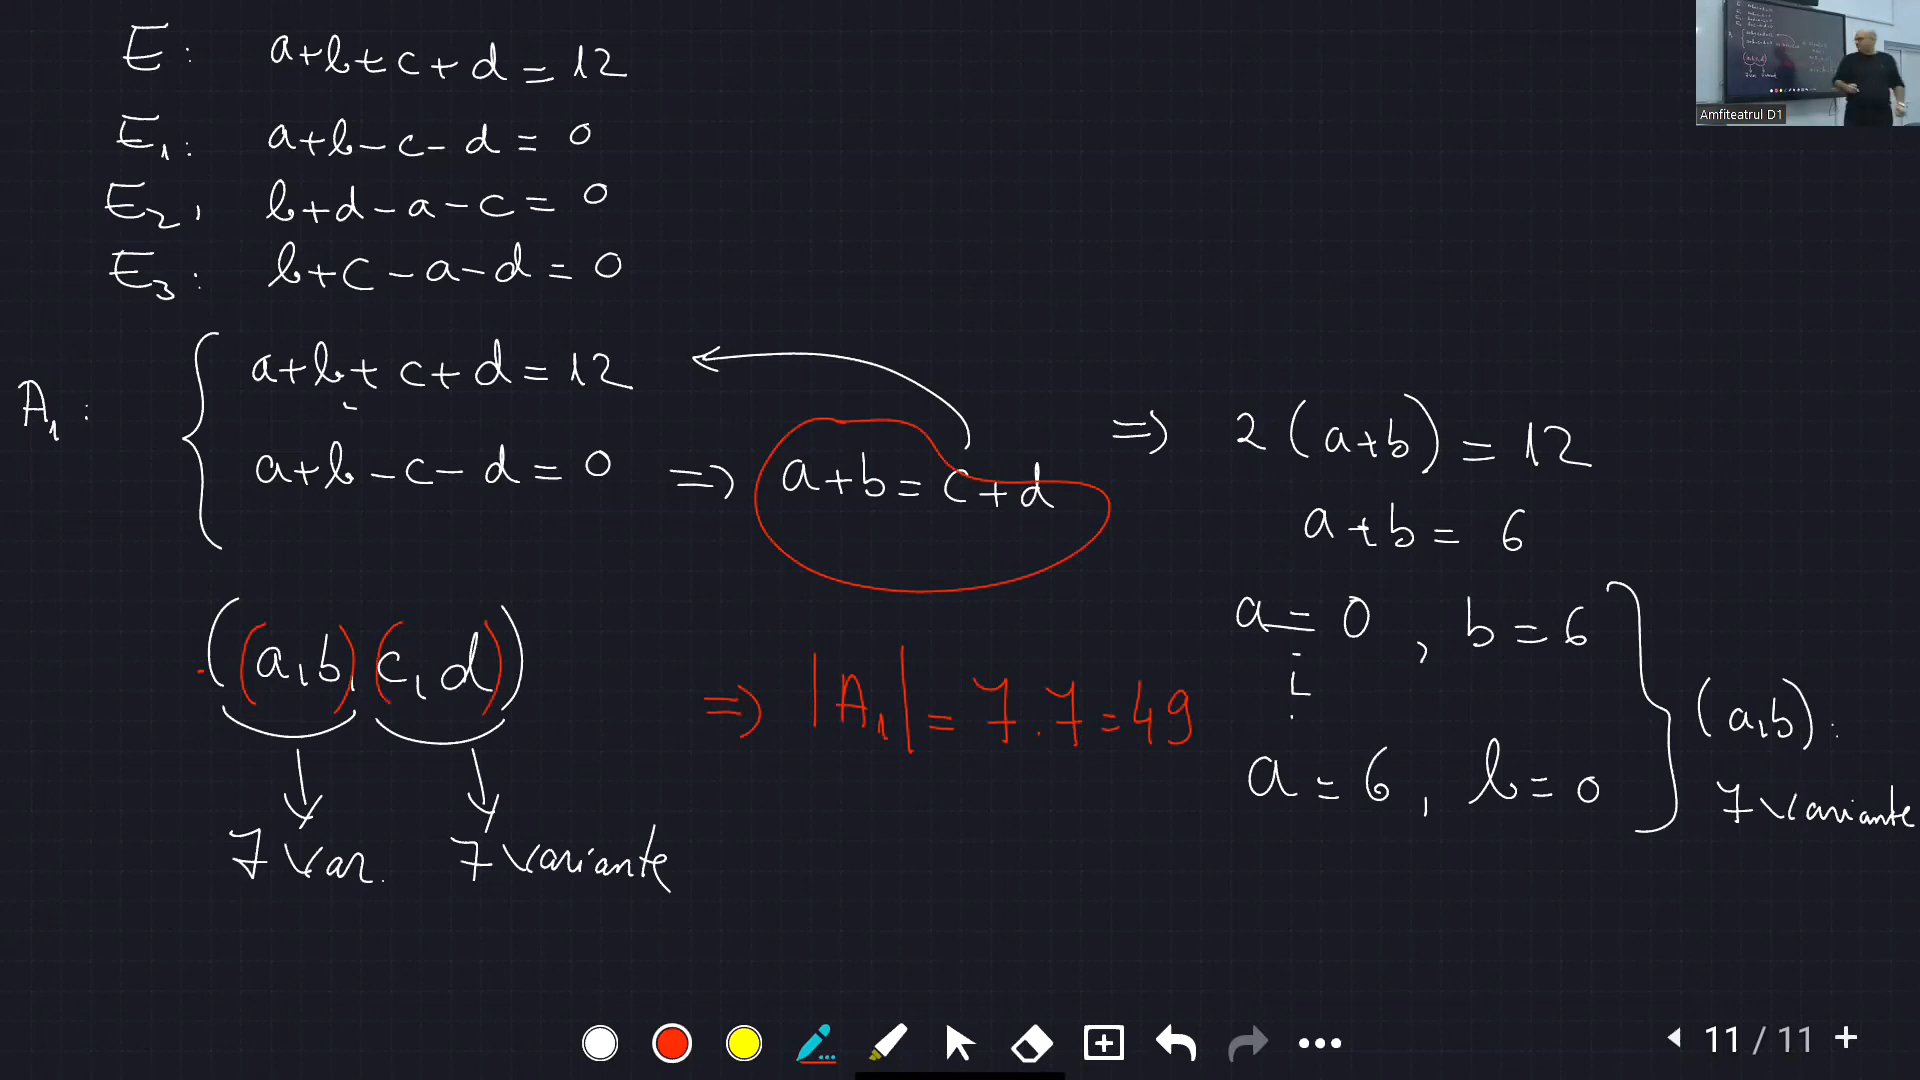 E: a+b+c+d=12
E₁: a+b-c-d=0
E₂, b+d-a-c=0
E₃: b+c-a-d=0
A₁: { a+b+c+d=12
a+b-c-d=0 => a+b=c+d
=> 2(a+b)=12
a+b=6
a=0, b=6
a=6, b=0
(a,b):
7 variante
((a,b),(c,d))
7 var.
7 variante
=> |A₁|=7.7=49
Amfiteatrul D1
11 / 11